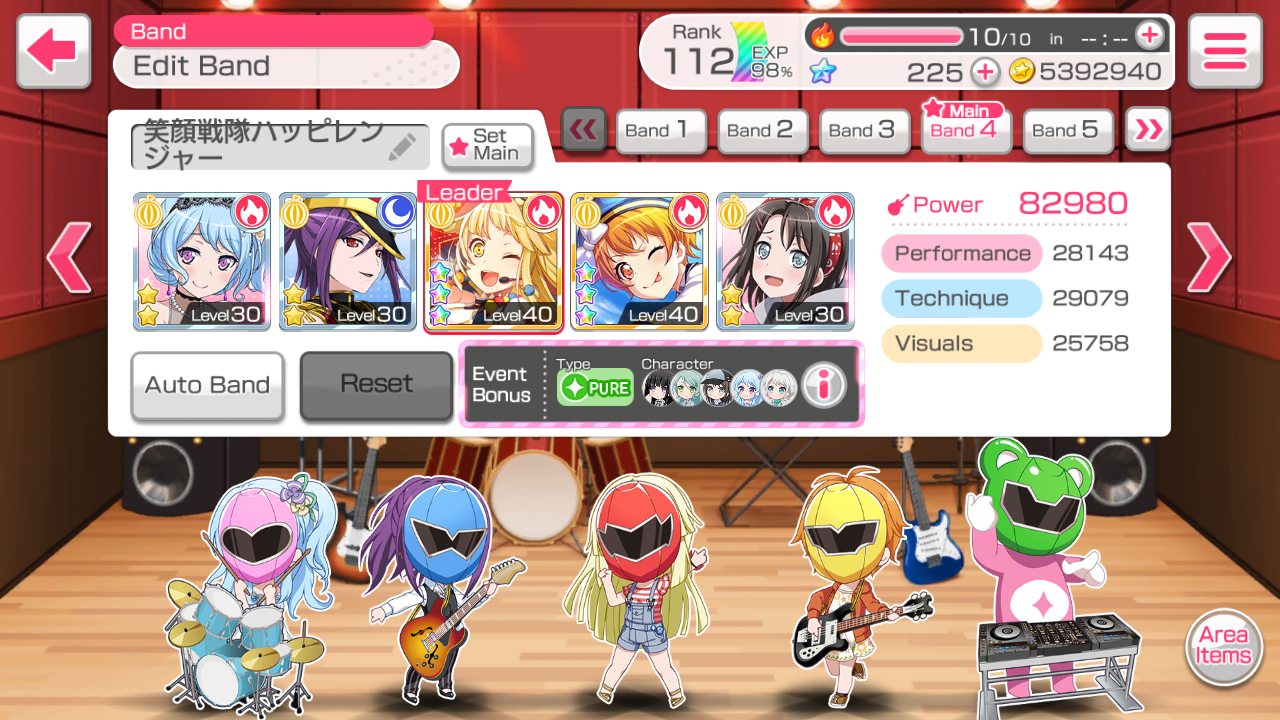 Band
Edit Band
Rank
112
EXP
98%
10/10 in --:--
225
5392940
笑顔戦隊ハッピレン
ジャー
Set
Main
Band 1
Band 2
Band 3
Main
Band 4
Band 5
Leader
Level30
Level30
Level40
Level40
Level30
Power 82980
Performance 28143
Technique 29079
Visuals 25758
Auto Band
Reset
Event
Bonus
Type
PURE
Character
Area
Items